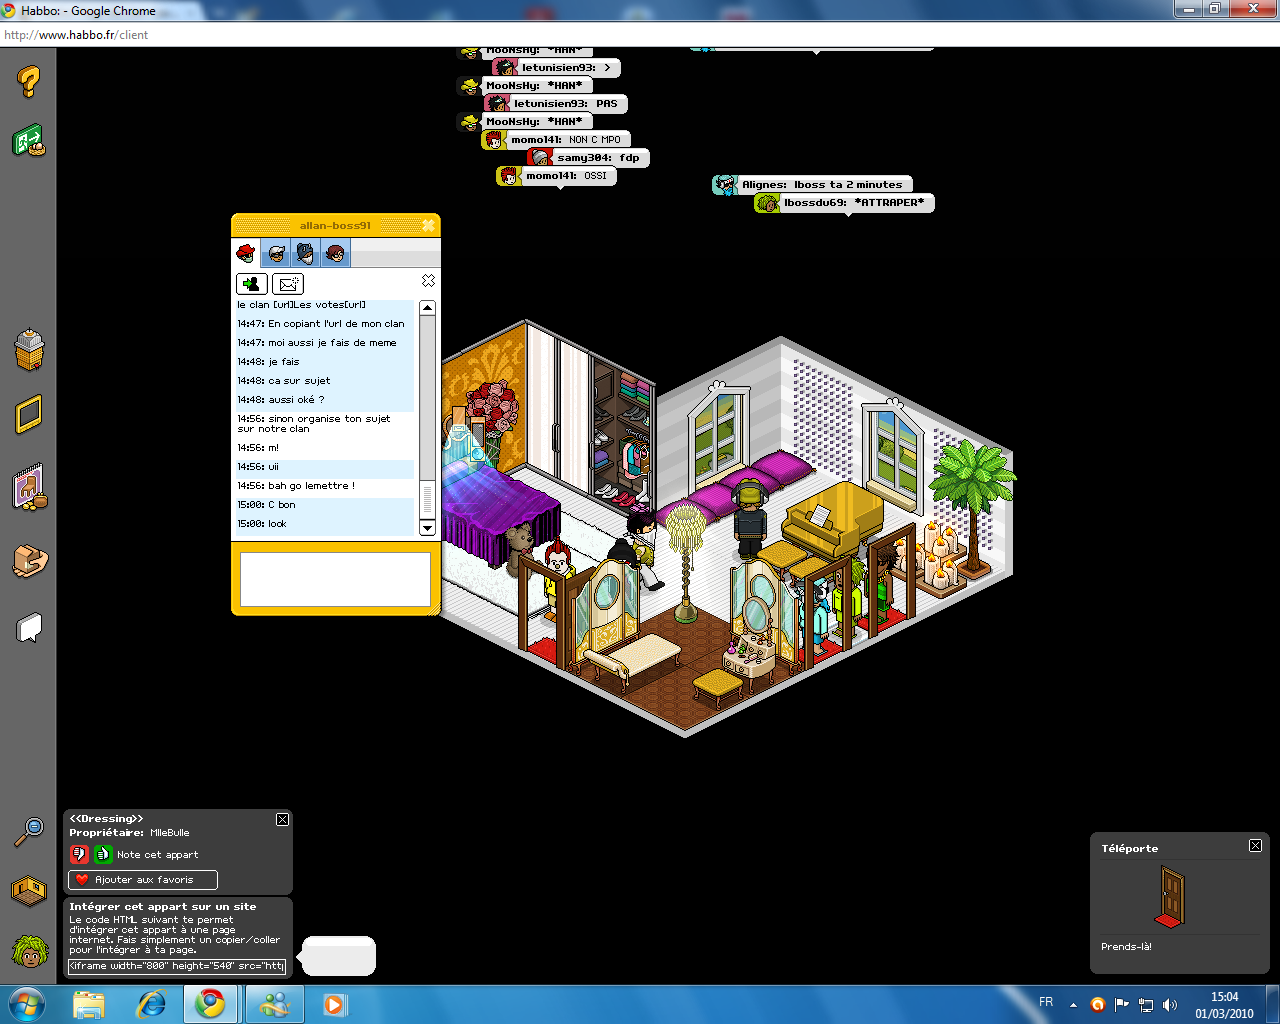 Habbo: - Google Chrome
http://www.habbo.fr/client
MooNsHy: *HAN*
letunisien93: >
MooNsHy: *HAN*
letunisien93: PAS
MooNsHy: *HAN*
momo141: NON C MPO
samy304: fdp
momo141: OSSI
Alignes: lboss ta 2 minutes
lbossdu69: *ATTRAPER*
allan-boss91
le clan [url]Les votes[url]
14:47: En copiant l'url de mon clan
14:47: moi aussi je fais de meme
14:48: je fais
14:48: ca sur sujet
14:48: aussi oké ?
14:56: sinon organise ton sujet
sur notre clan
14:56: m!
14:56: uii
14:56: bah go lemettre !
15:00: C bon
15:00: look
<<Dressing>>
Propriétaire: MlleBulle
Note cet appart
Ajouter aux favoris
Intégrer cet appart sur un site
Le code HTML suivant te permet
d'intégrer cet appart à une page
internet. Fais simplement un copier/coller
pour l'intégrer à ta page.
<iframe width="800" height="540" src="http
Téléporte
Prends-là!
FR
15:04
01/03/2010